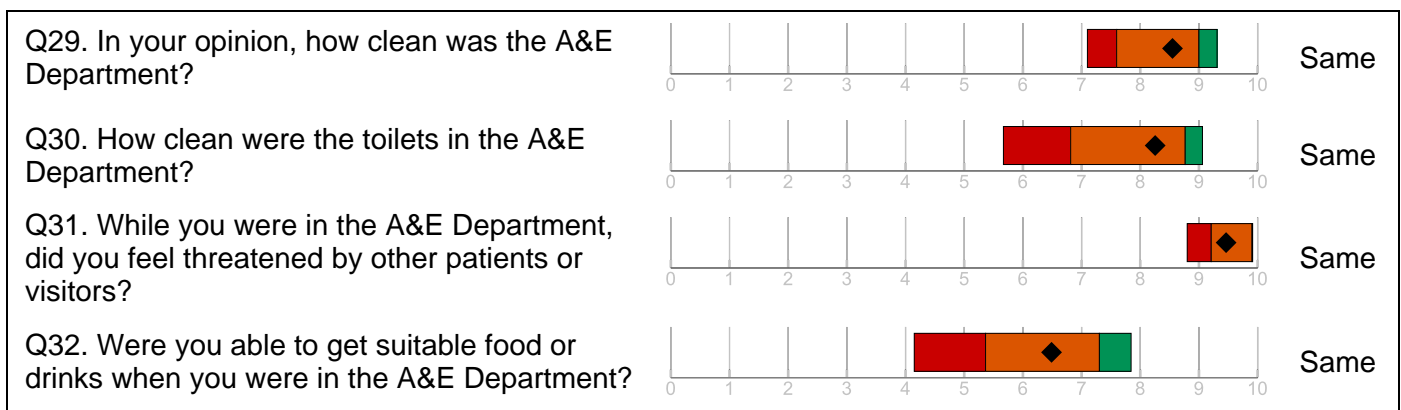 Q29. In your opinion, how clean was the A&E
Department?
Same
0 1 2 3 4 5 6 7 8 9 10
Q30. How clean were the toilets in the A&E
Department?
Same
0 1 2 3 4 5 6 7 8 9 10
Q31. While you were in the A&E Department,
did you feel threatened by other patients or
visitors?
Same
0 1 2 3 4 5 6 7 8 9 10
Q32. Were you able to get suitable food or
drinks when you were in the A&E Department?
Same
0 1 2 3 4 5 6 7 8 9 10